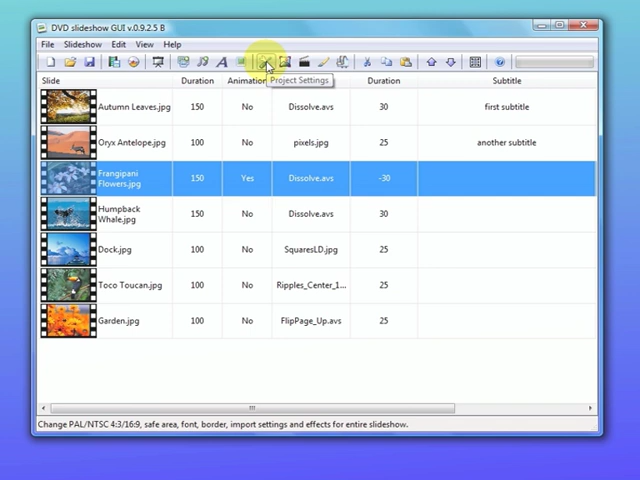 DVD slideshow GUI v.0.9.2.5 B
File Slideshow Edit View Help
Project Settings
Slide Duration Animation Duration Subtitle
Autumn Leaves.jpg 150 No Dissolve.avs 30 first subtitle
Oryx Antelope.jpg 100 No pixels.jpg 25 another subtitle
Frangipani
Flowers.jpg 150 Yes Dissolve.avs -30
Humpback
Whale.jpg 150 No Dissolve.avs 30
Dock.jpg 100 No SquaresLD.jpg 25
Toco Toucan.jpg 100 No Ripples_Center_1... 25
Garden.jpg 100 No FlipPage_Up.avs 25
Change PAL/NTSC 4:3/16:9, safe area, font, border, import settings and effects for entire slideshow.